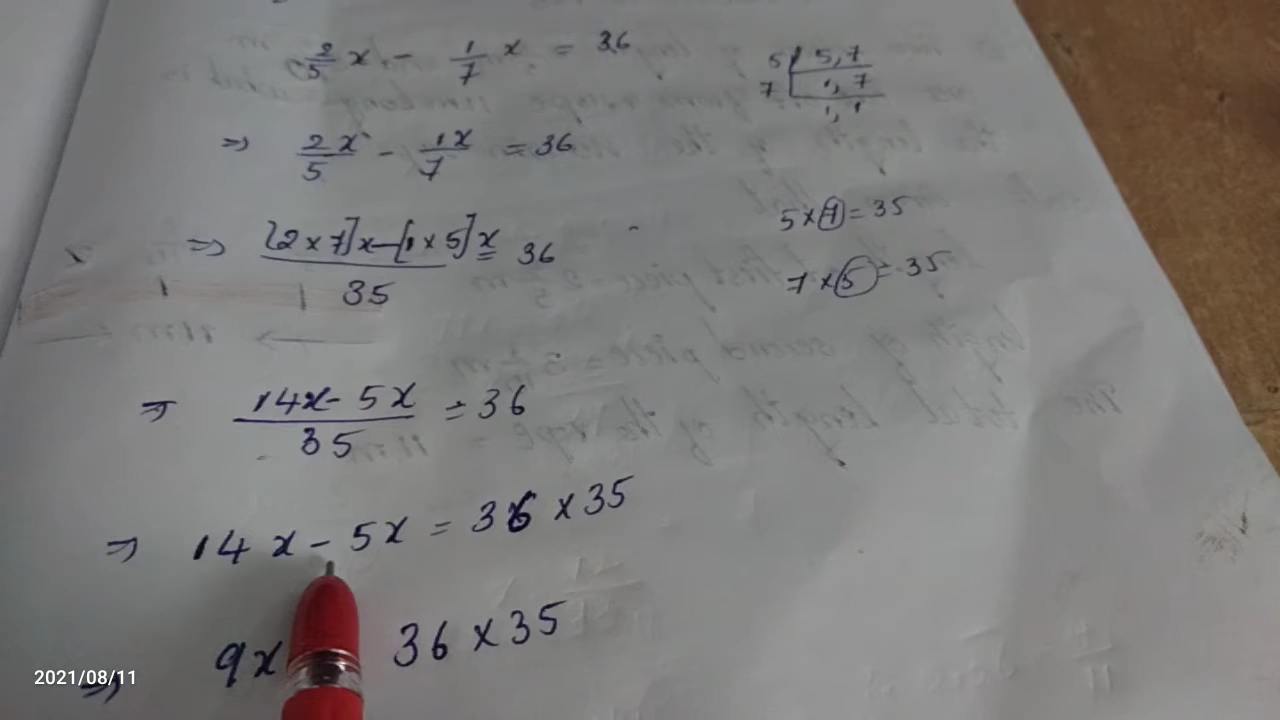 2/5 x - 1/7 x = 36
5 | 5, 7
7 | 1, 7
1, 1
⇒ 2x/5 - 1x/7 = 36
5 × 7 = 35
⇒ [2 × 7]x - [1 × 5]x / 35 = 36
7 × 5 = 35
⇒ 14x - 5x / 35 = 36
⇒ 14x - 5x = 36 × 35
⇒ 9x 36 × 35
2021/08/11